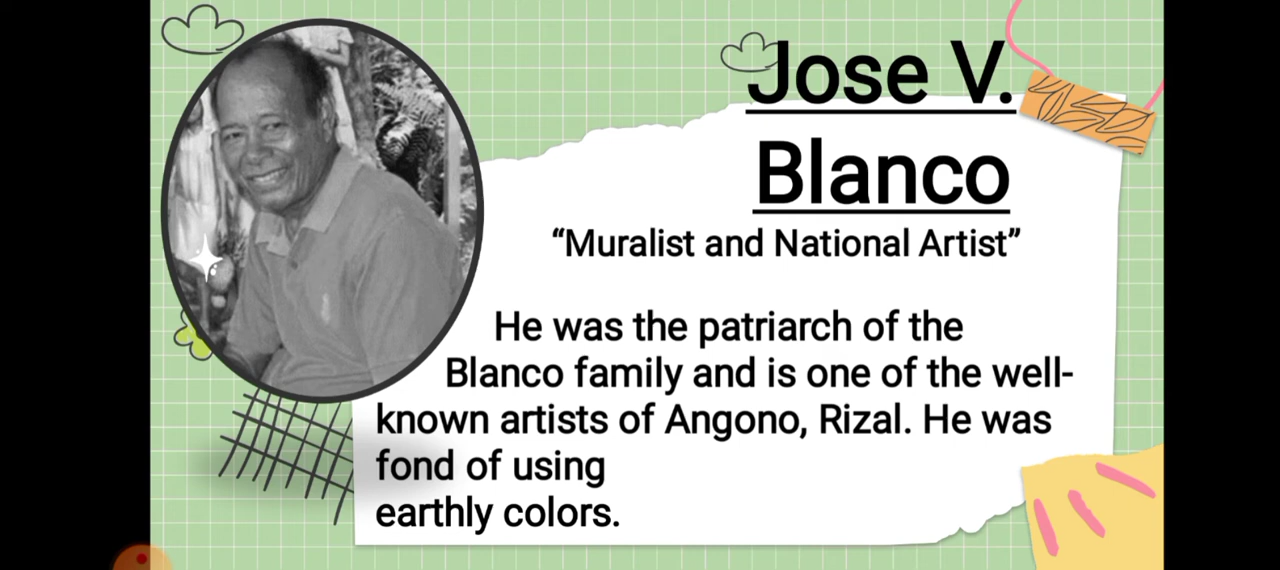 Jose V.
Blanco
“Muralist and National Artist”
He was the patriarch of the
Blanco family and is one of the well-
known artists of Angono, Rizal. He was
fond of using
earthly colors.